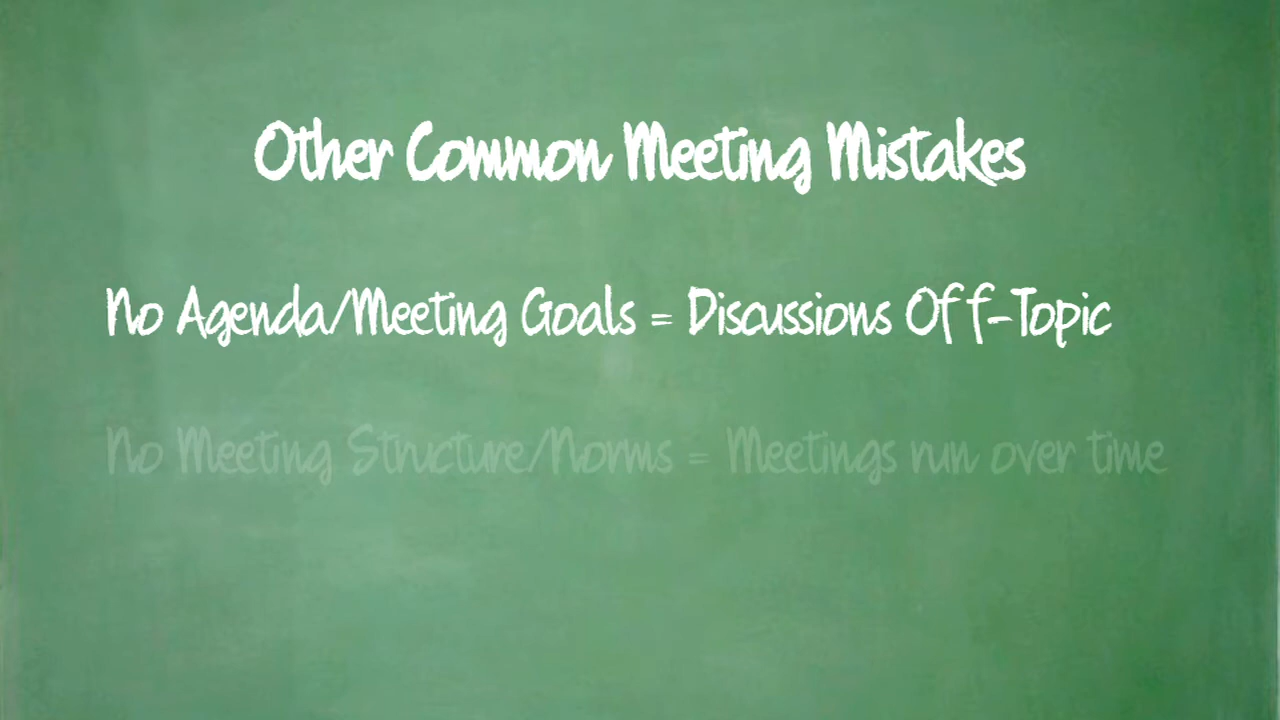 Other Common Meeting Mistakes
No Agenda/Meeting Goals = Discussions Off-Topic
No Meeting Structure/Norms = Meetings run over time